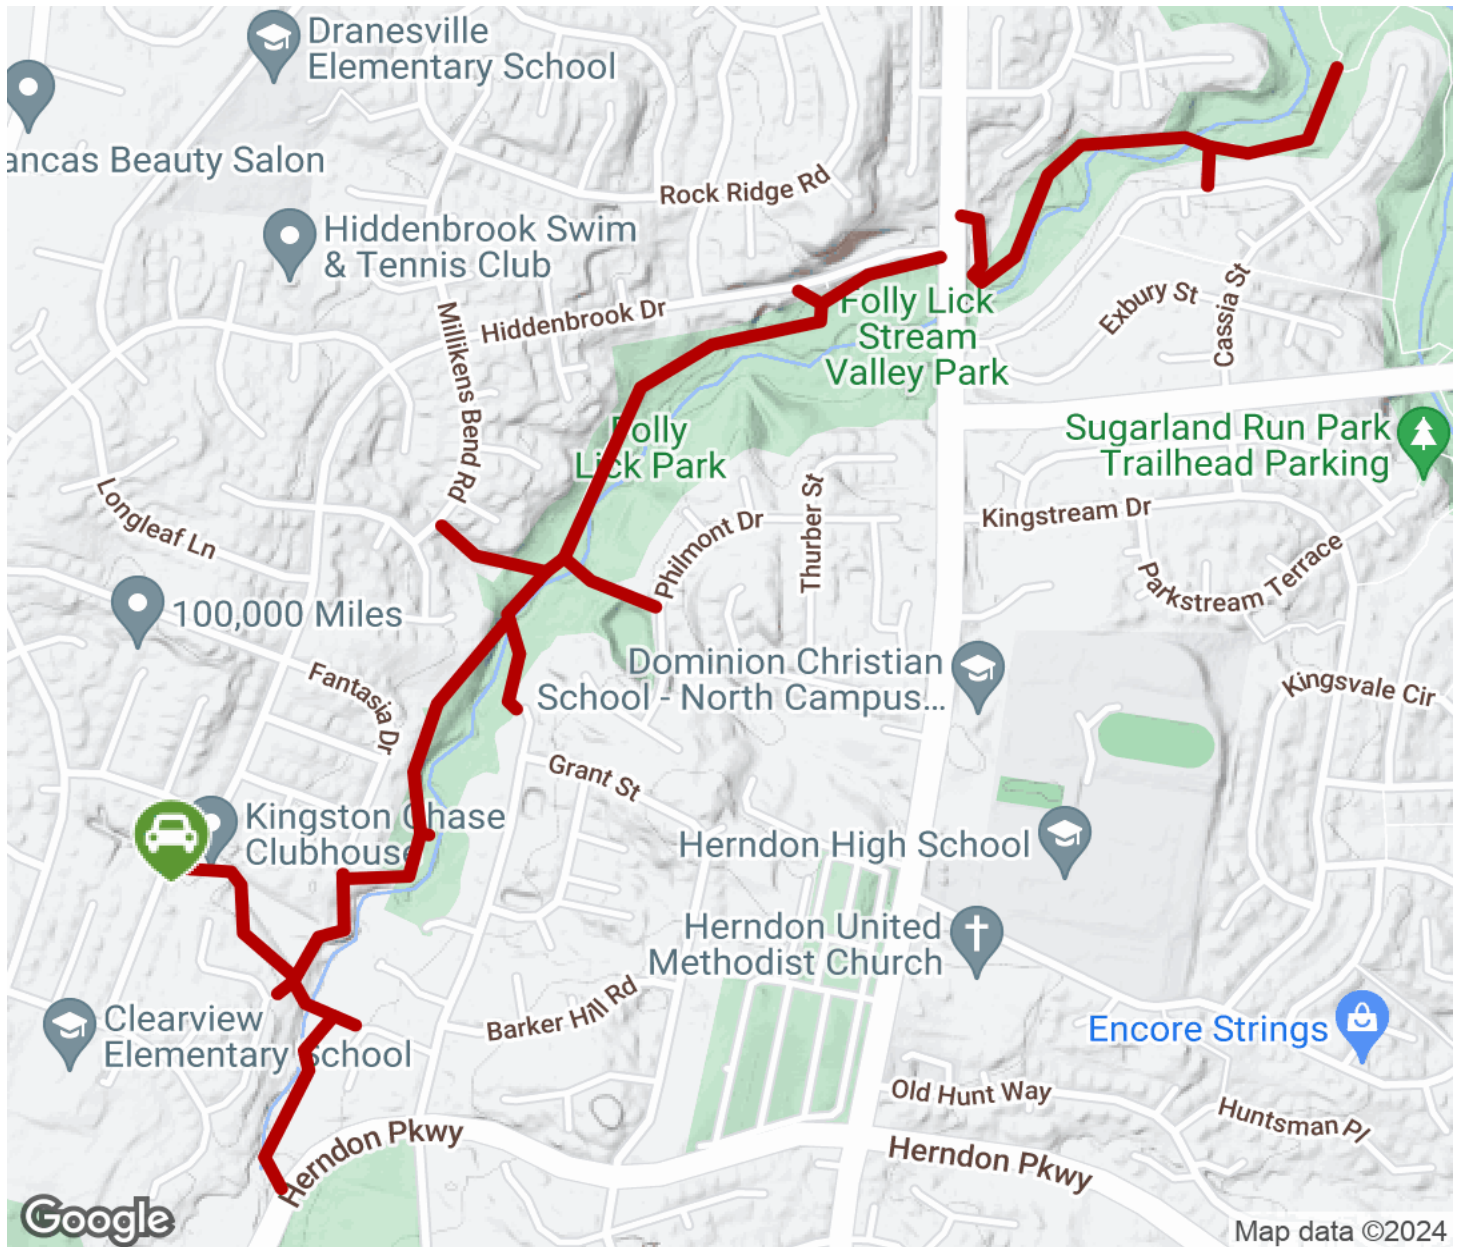 Dranesville
Elementary School
ancas Beauty Salon
Rock Ridge Rd
Hiddenbrook Swim
& Tennis Club
Millikens Bend Rd
Hiddenbrook Dr
Folly Lick
Stream
Valley Park
Exbury St
Cassia St
Folly
Lick Park
Sugarland Run Park
Trailhead Parking
Longleaf Ln
Thurber St
Philmont Dr
Kingstream Dr
Parkstream Terrace
100,000 Miles
Fantasia Dr
Dominion Christian
School - North Campus...
Kingsvale Cir
Grant St
Kingston Chase
Clubhouse
Herndon High School
Herndon United
Methodist Church
Barker Hill Rd
Clearview
Elementary School
Encore Strings
Old Hunt Way
Huntsman Pl
Herndon Pkwy
Herndon Pkwy
Google
Map data ©2024